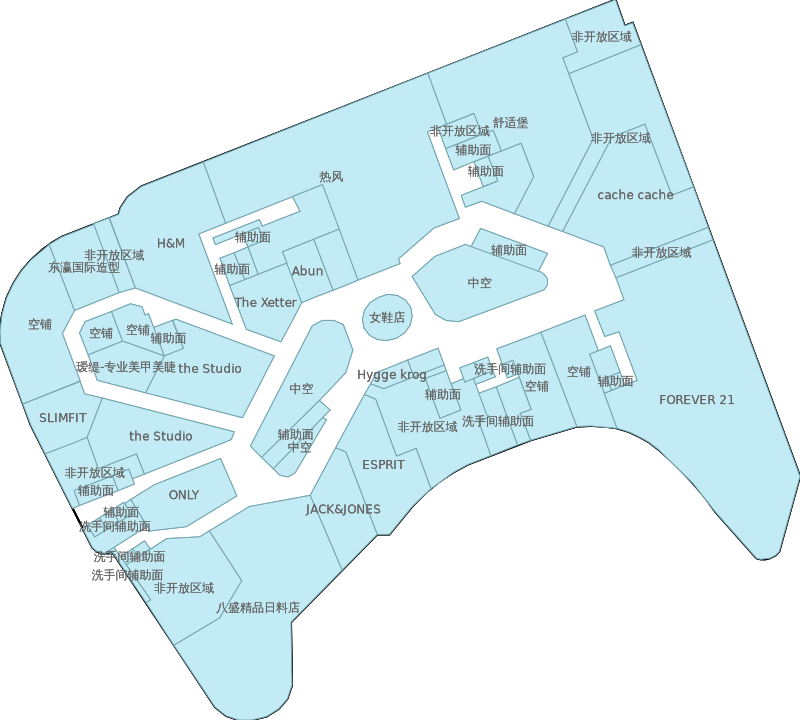 非开放区域
非开放区域
舒适堡
辅助面
非开放区域
辅助面
热风
cache cache
辅助面
H&M
辅助面
非开放区域
非开放区域
东瀛国际造型
辅助面
Abun
中空
The Xetter
女鞋店
空铺
空铺
空铺
辅助面
瑷缇-专业美甲美睫
the Studio
Hygge krog
洗手间辅助面
空铺
空铺
辅助面
中空
辅助面
FOREVER 21
SLIMFIT
the Studio
辅助面
中空
非开放区域
洗手间辅助面
ESPRIT
非开放区域
辅助面
ONLY
JACK&JONES
辅助面
洗手间辅助面
洗手间辅助面
洗手间辅助面
非开放区域
八盛精品日料店